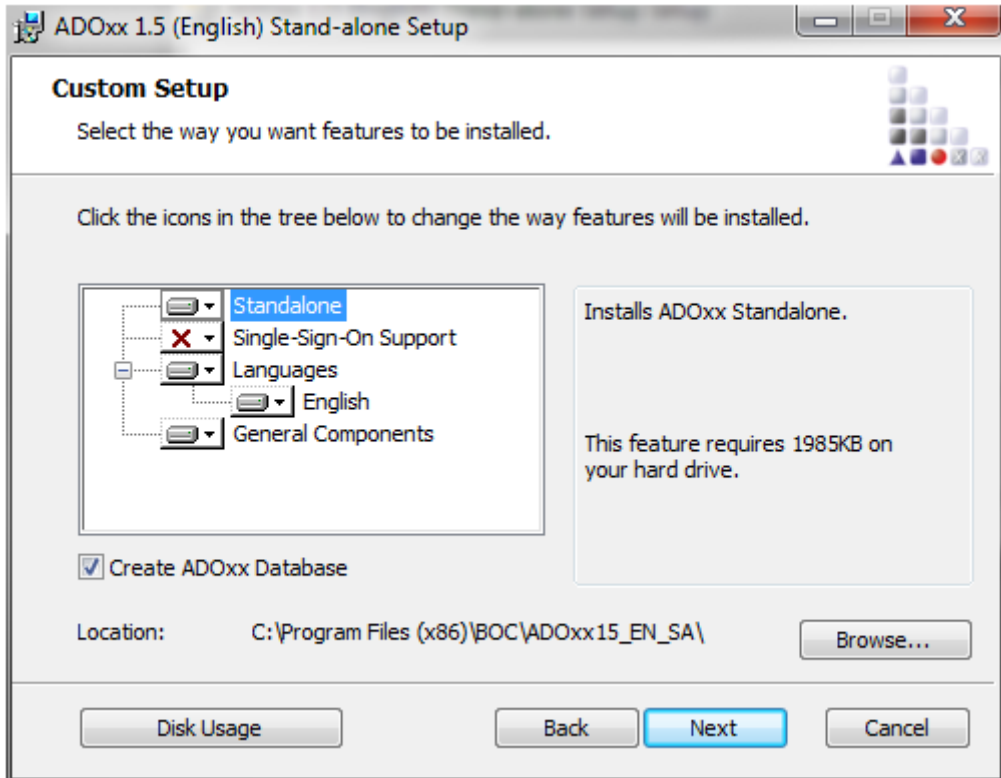 ADOxx 1.5 (English) Stand-alone Setup
Custom Setup
Select the way you want features to be installed.
Click the icons in the tree below to change the way features will be installed.
Standalone
Single-Sign-On Support
Languages
English
General Components
Installs ADOxx Standalone.
This feature requires 1985KB on
your hard drive.
Create ADOxx Database
Location: C:\Program Files (x86)\BOC\ADOxx15_EN_SA\
Browse...
Disk Usage Back Next Cancel